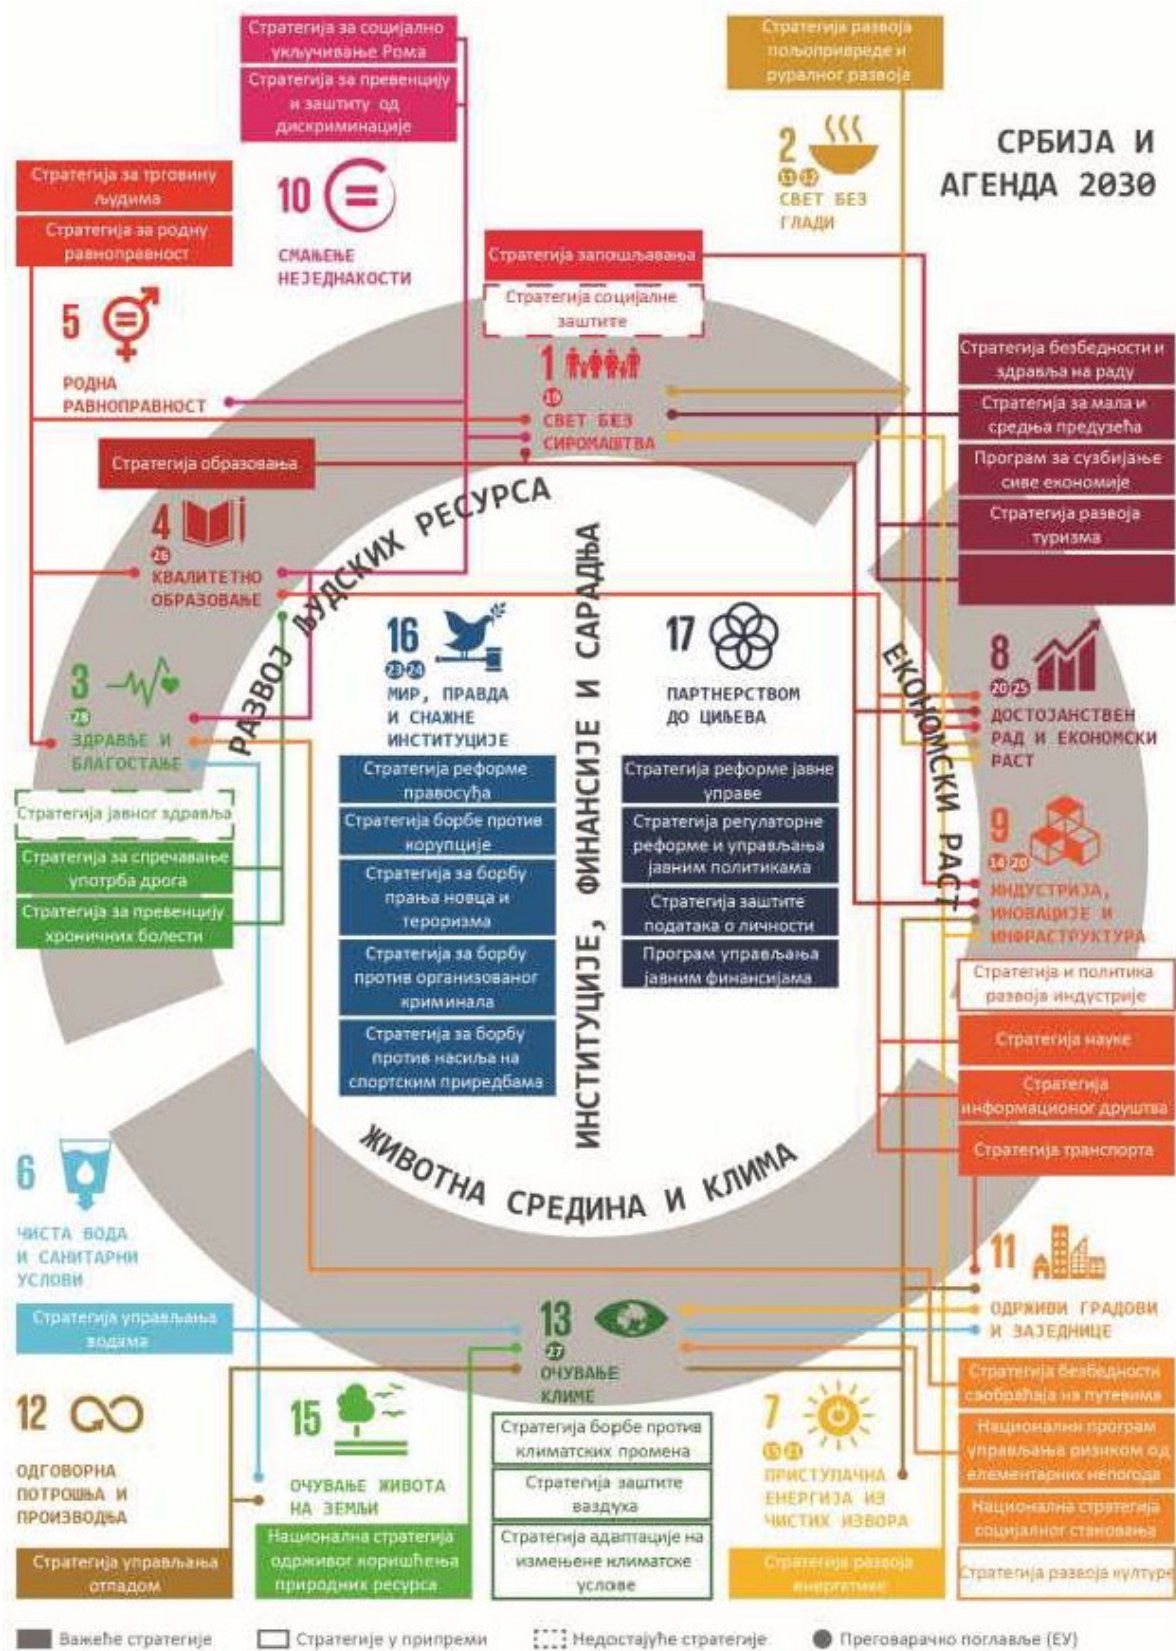 Стратегија за социјално
укључивање Рома
Стратегија за превенцију
и заштиту од
дискриминације
10
СМАЊЕЊЕ
НЕЈЕДНАКОСТИ
Стратегија развоја
пољопривреде и
руралног развоја
2
11 12
СВЕТ БЕЗ
ГЛАДИ
СРБИЈА И
АГЕНДА 2030
Стратегија за трговину
људима
Стратегија за родну
равноправност
5
РОДНА
РАВНОПРАВНОСТ
Стратегија запошљавања
Стратегија социјалне
заштите
1
19
СВЕТ БЕЗ
СИРОМАШТВА
Стратегија безбедности и
здравља на раду
Стратегија за мала и
средња предузећа
Програм за сузбијање
сиве економије
Стратегија развоја
туризма
8
20 25
ДОСТОЈАНСТВЕН
РАД И ЕКОНОМСКИ
РАСТ
Стратегија образовања
4
26
КВАЛИТЕТНО
ОБРАЗОВАЊЕ
РАЗВОЈ ЉУДСКИХ РЕСУРСА
3
28
ЗДРАВЉЕ И
БЛАГОСТАЊЕ
Стратегија јавног здравља
Стратегија за спречавање
употрба дрога
Стратегија за превенцију
хроничних болести
16
23 24
МИР, ПРАВДА
И СНАЖНЕ
ИНСТИТУЦИЈЕ
Стратегија реформе
правосуђа
Стратегија борбе против
корупције
Стратегија за борбу
прања новца и
тероризма
Стратегија за борбу
против организованог
криминала
Стратегија за борбу
против насиља на
спортским приредбама
ИНСТИТУЦИЈЕ, ФИНАНСИЈЕ И САРАДЊА
17
ПАРТНЕРСТВОМ
ДО ЦИЉЕВА
Стратегија реформе јавне
управе
Стратегија регулаторне
реформе и управљања
јавним политикама
Стратегија заштите
података о личности
Програм управљања
јавним финансијама
ЕКОНОМСКИ РАСТ
9
14 20
ИНДУСТРИЈА,
ИНОВАЦИЈЕ И
ИНФРАСТРУКТУРА
Стратегија и политика
развоја индустрије
Стратегија науке
Стратегија
информационог друштва
Стратегија транспорта
ЖИВОТНА СРЕДИНА И КЛИМА
6
ЧИСТА ВОДА
И САНИТАРНИ
УСЛОВИ
Стратегија управљања
водама
11
ОДРЖИВИ ГРАДОВИ
И ЗАЈЕДНИЦЕ
Стратегија безбедности
саобраћаја на путевима
Национални програм
управљања ризиком од
елементарних непогода
Национална стратегија
социјалног становања
Стратегија развоја културе
13
27
ОЧУВАЊЕ
КЛИМЕ
Стратегија борбе против
климатских промена
Стратегија заштите
ваздуха
Стратегија адаптације на
измењене климатске
услове
12
ОДГОВОРНА
ПОТРОШЊА И
ПРОИЗВОДЊА
Стратегија управљања
отпадом
15
ОЧУВАЊЕ ЖИВОТА
НА ЗЕМЉИ
Национална стратегија
одрживог коришћења
природних ресурса
7
15 21
ПРИСТУПАЧНА
ЕНЕРГИЈА ИЗ
ЧИСТИХ ИЗВОРА
Стратегија развоја
енергетике
Важеће стратегије
Стратегије у припреми
Недостајуће стратегије
Преговарачко поглавље (ЕУ)